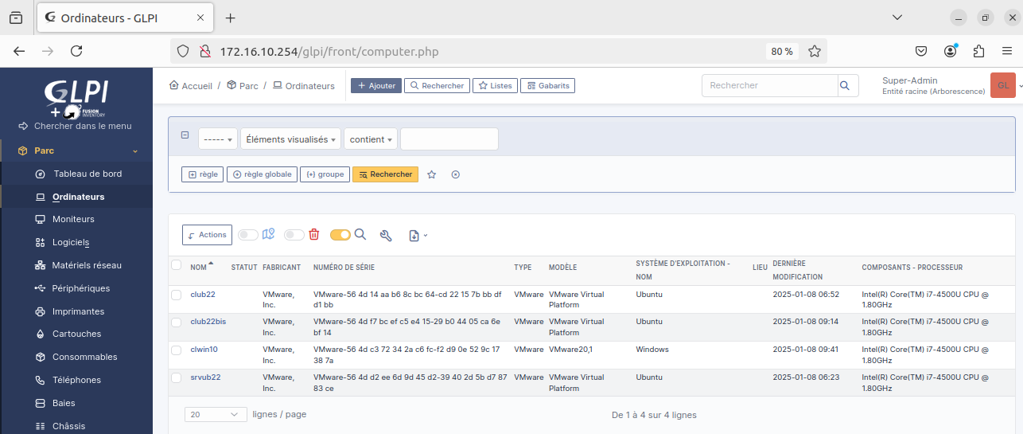 Ordinateurs - GLPI
172.16.10.254/glpi/front/computer.php
80 %
GLPI
FUSION
INVENTORY
Accueil / Parc / Ordinateurs
Ajouter
Rechercher
Listes
Gabarits
Rechercher
Super-Admin
Entité racine (Arborescence)
GL
Chercher dans le menu
Parc
Tableau de bord
Ordinateurs
Moniteurs
Logiciels
Matériels réseau
Périphériques
Imprimantes
Cartouches
Consommables
Téléphones
Baies
Châssis
-----
Éléments visualisés
contient
règle
règle globale
(+) groupe
Rechercher
Actions
NOM STATUT FABRICANT NUMÉRO DE SÉRIE TYPE MODÈLE SYSTÈME D'EXPLOITATION - LIEU DERNIÈRE COMPOSANTS - PROCESSEUR
NOM MODIFICATION
club22 VMware, VMware-56 4d 14 aa b6 8c bc 64-cd 22 15 7b bb df VMware VMware Virtual Ubuntu 2025-01-08 06:52 Intel(R) Core(TM) i7-4500U CPU @
Inc. d1 bb Platform 1.80GHz
club22bis VMware, VMware-56 4d f7 bc ef c5 e4 15-29 b0 44 05 ca 6e VMware VMware Virtual Ubuntu 2025-01-08 09:14 Intel(R) Core(TM) i7-4500U CPU @
Inc. bf 14 Platform 1.80GHz
clwin10 VMware, VMware-56 4d c3 72 34 2a c6 fc-f2 d9 0e 52 9c 17 VMware VMware20,1 Windows 2025-01-08 09:41 Intel(R) Core(TM) i7-4500U CPU @
Inc. 38 7a 1.80GHz
srvub22 VMware, VMware-56 4d d2 ee 6d 9d 45 d2-39 40 2d 5b d7 87 VMware VMware Virtual Ubuntu 2025-01-08 06:23 Intel(R) Core(TM) i7-4500U CPU @
Inc. 83 ce Platform 1.80GHz
20 lignes / page
De 1 à 4 sur 4 lignes